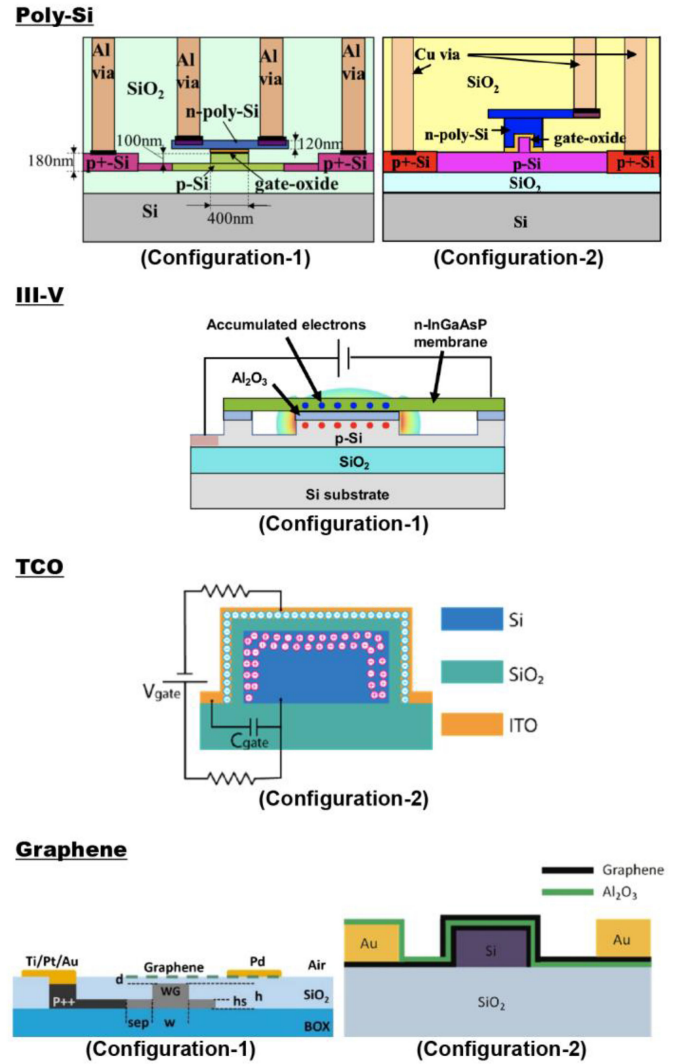 Poly-Si
Al via
Al via
Al via
Al via
SiO2
n-poly-Si
100nm
120nm
180nm
p+-Si
p+-Si
p-Si
gate-oxide
Si
400nm
(Configuration-1)
Cu via
SiO2
n-poly-Si
gate-oxide
p+-Si
p-Si
p+-Si
SiO2
Si
(Configuration-2)
III-V
Accumulated electrons
n-InGaAsP
membrane
Al2O3
p-Si
SiO2
Si substrate
(Configuration-1)
TCO
Vgate
Cgate
Si
SiO2
ITO
(Configuration-2)
Graphene
Ti/Pt/Au
Graphene
Pd
Air
d
P++
WG
hs
h
SiO2
sep
w
BOX
(Configuration-1)
Graphene
Al2O3
Au
Si
Au
SiO2
(Configuration-2)